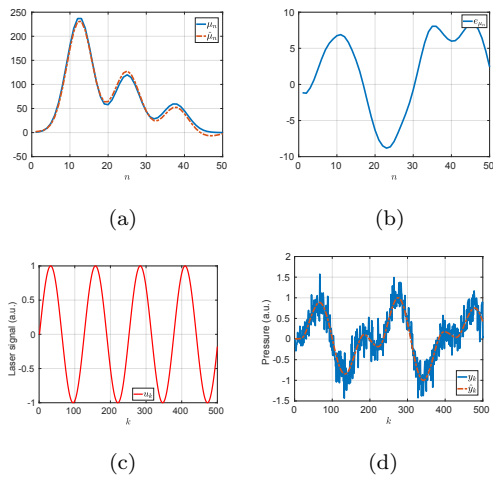 250
200
150
100
50
0
-50
0 10 20 30 40 50
n
μₙ
μ̂ₙ
(a)
10
5
0
-5
-10
0 10 20 30 40 50
n
e_{μₙ}
(b)
1
0.5
0
-0.5
-1
0 100 200 300 400 500
k
Laser signal (a.u.)
uₖ
(c)
2
1.5
1
0.5
0
-0.5
-1
-1.5
0 100 200 300 400 500
k
Pressure (a.u.)
yₖ
ŷₖ
(d)